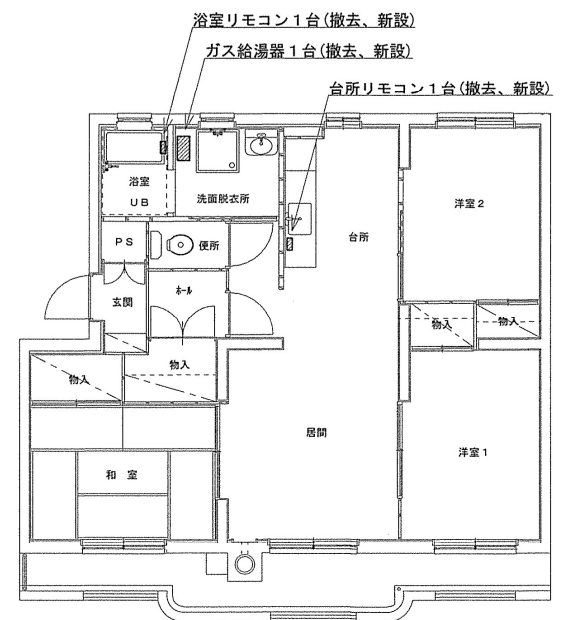 浴室リモコン1台(撤去、新設)
ガス給湯器1台(撤去、新設)
台所リモコン1台(撤去、新設)
浴室
UB
洗面脱衣所
台所
洋室2
PS
便所
玄関
ホール
物入
物入
物入
物入
居間
洋室1
和 室